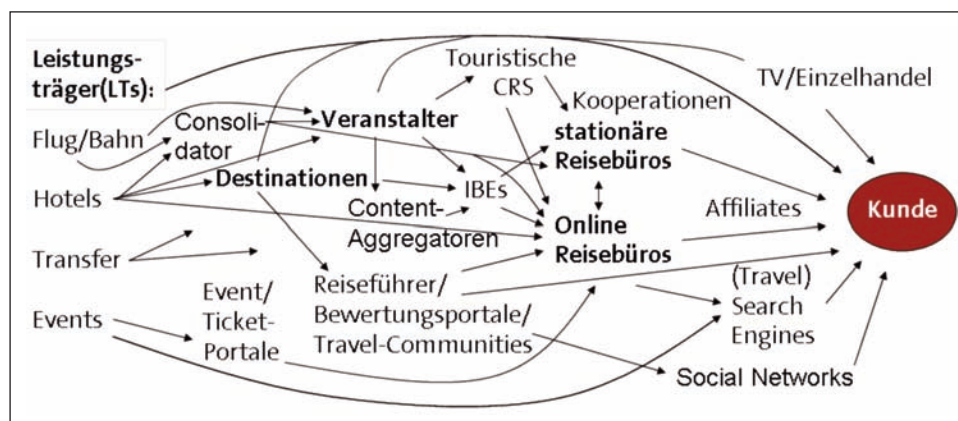 Leistungs-
träger(LTs):
Flug/Bahn
Hotels
Transfer
Events
Consoli-
dator
Veranstalter
Destinationen
Event/
Ticket-
Portale
Touristische
CRS
IBEs
Content-
Aggregatoren
Reiseführer/
Bewertungsportale/
Travel-Communities
Kooperationen
stationäre
Reisebüros
Online
Reisebüros
TV/Einzelhandel
Affiliates
(Travel)
Search
Engines
Social Networks
Kunde